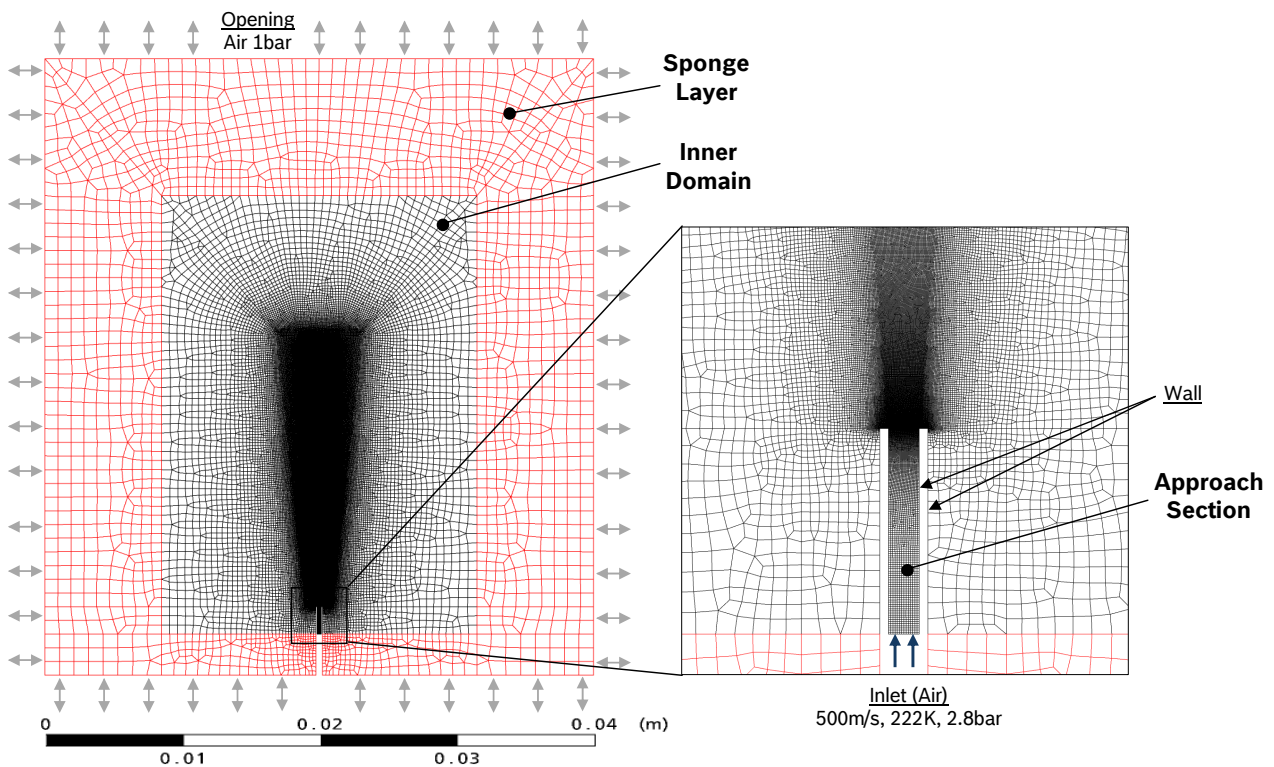 Opening
Air 1bar
Sponge
Layer
Inner
Domain
Wall
Approach
Section
Inlet (Air)
500m/s, 222K, 2.8bar
0 0.02 0.04 (m)
0.01 0.03